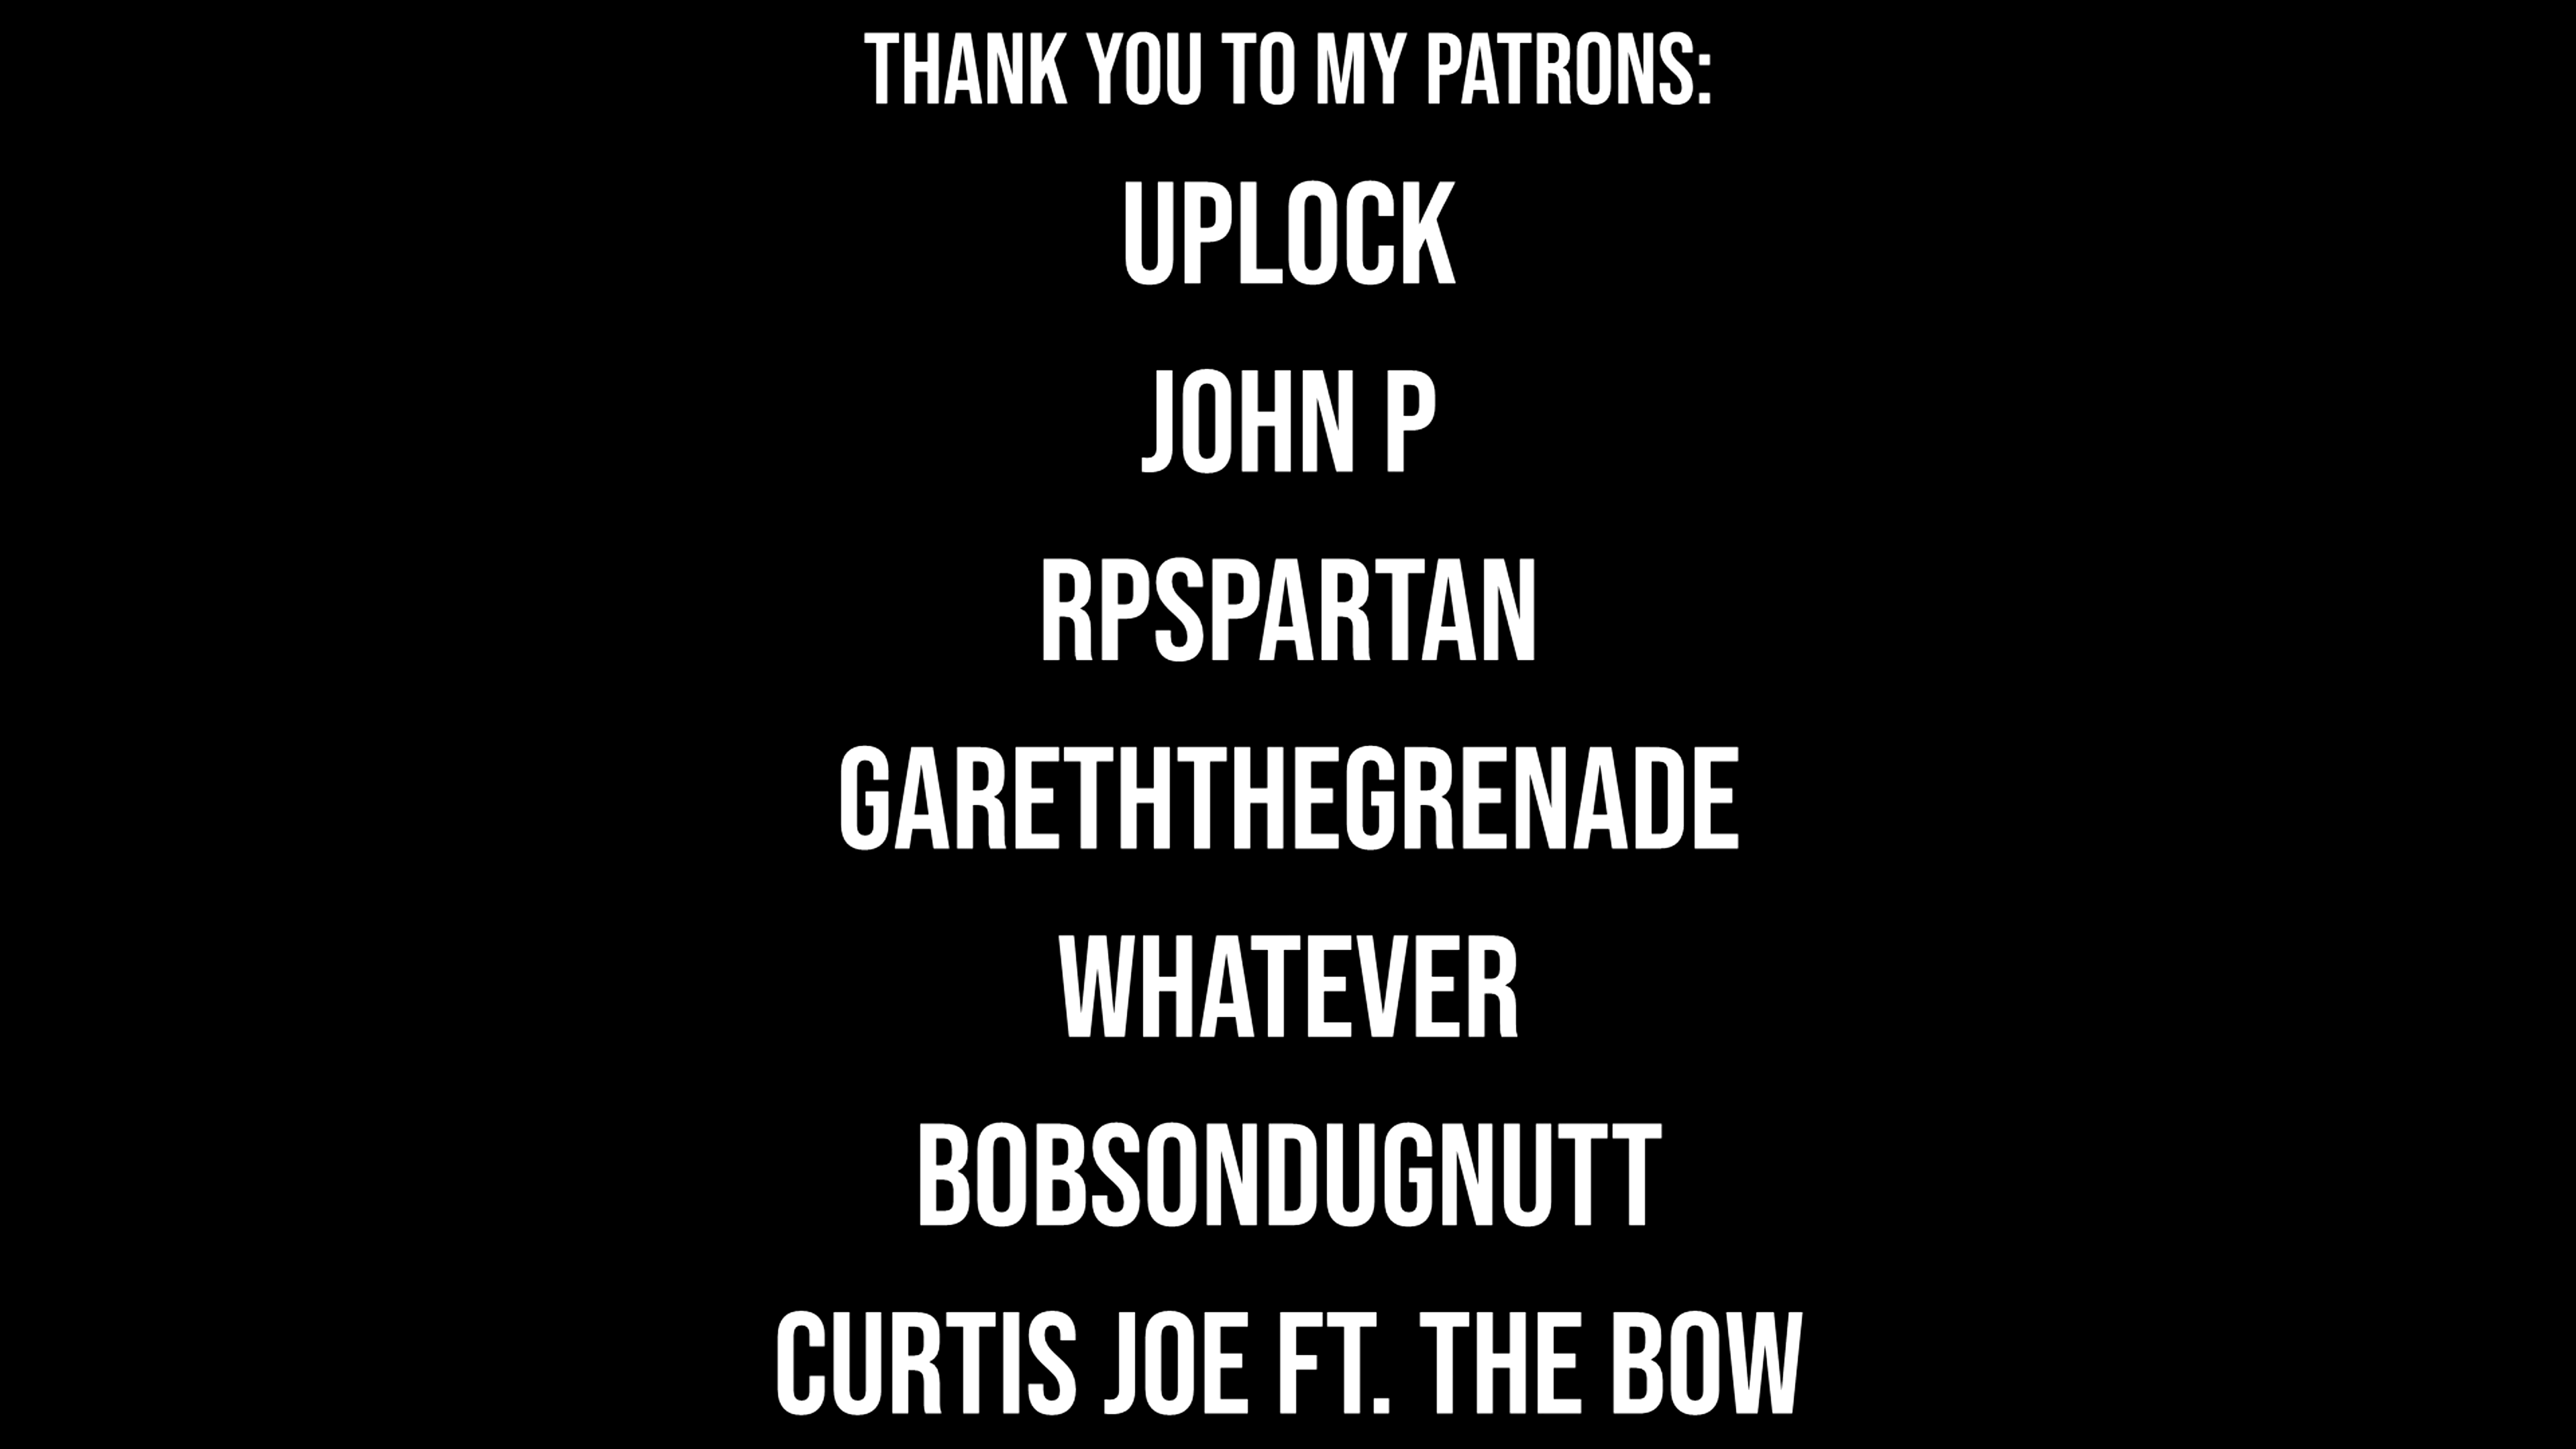 THANK YOU TO MY PATRONS:
UPLOCK
JOHN P
RPSPARTAN
GARETHTHEGRENADE
WHATEVER
BOBSONDUGNUTT
CURTIS JOE FT. THE BOW